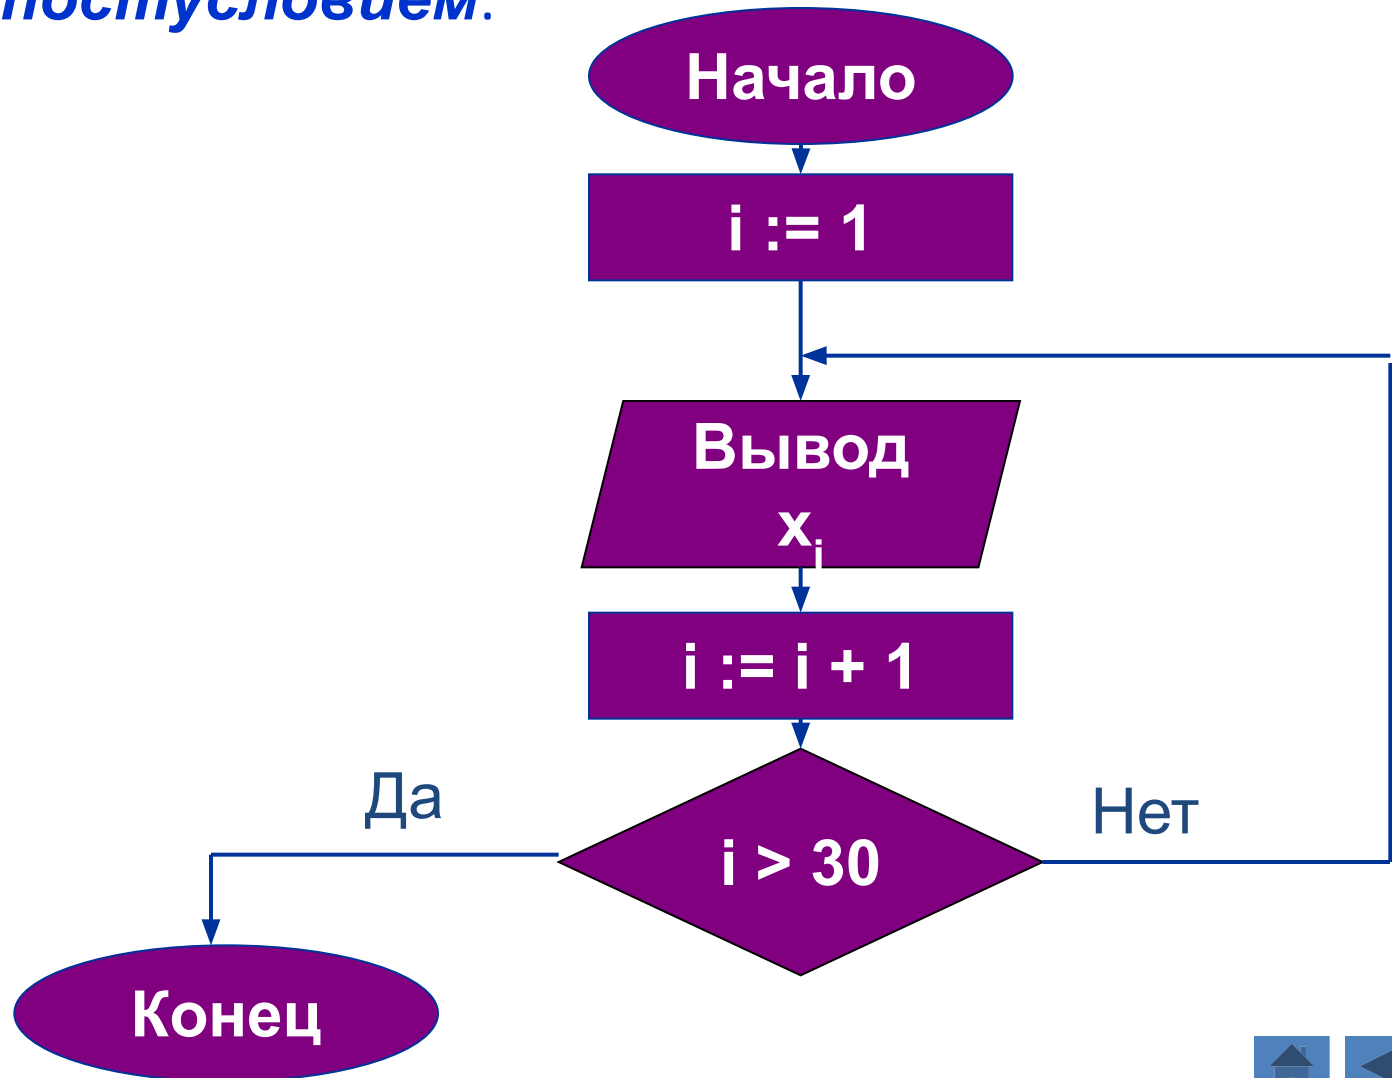 постусловием.
Начало
i := 1
Вывод
xi
i := i + 1
Да
Нет
i > 30
Конец